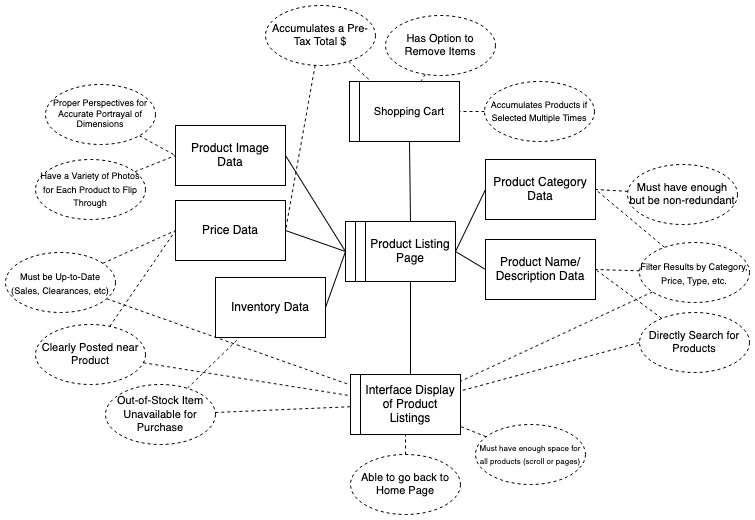 Accumulates a Pre-
Tax Total $
Has Option to
Remove Items
Proper Perspectives for
Accurate Portrayal of
Dimensions
Shopping Cart
Accumulates Products if
Selected Multiple Times
Product Image
Data
Have a Variety of Photos
for Each Product to Flip
Through
Product Category
Data
Must have enough
but be non-redundant
Price Data
Product Listing
Page
Product Name/
Description Data
Filter Results by Category,
Price, Type, etc.
Must be Up-to-Date
(Sales, Clearances, etc)
Inventory Data
Directly Search for
Products
Clearly Posted near
Product
Out-of-Stock Item
Unavailable for
Purchase
Interface Display
of Product
Listings
Must have enough space for
all products (scroll or pages)
Able to go back to
Home Page